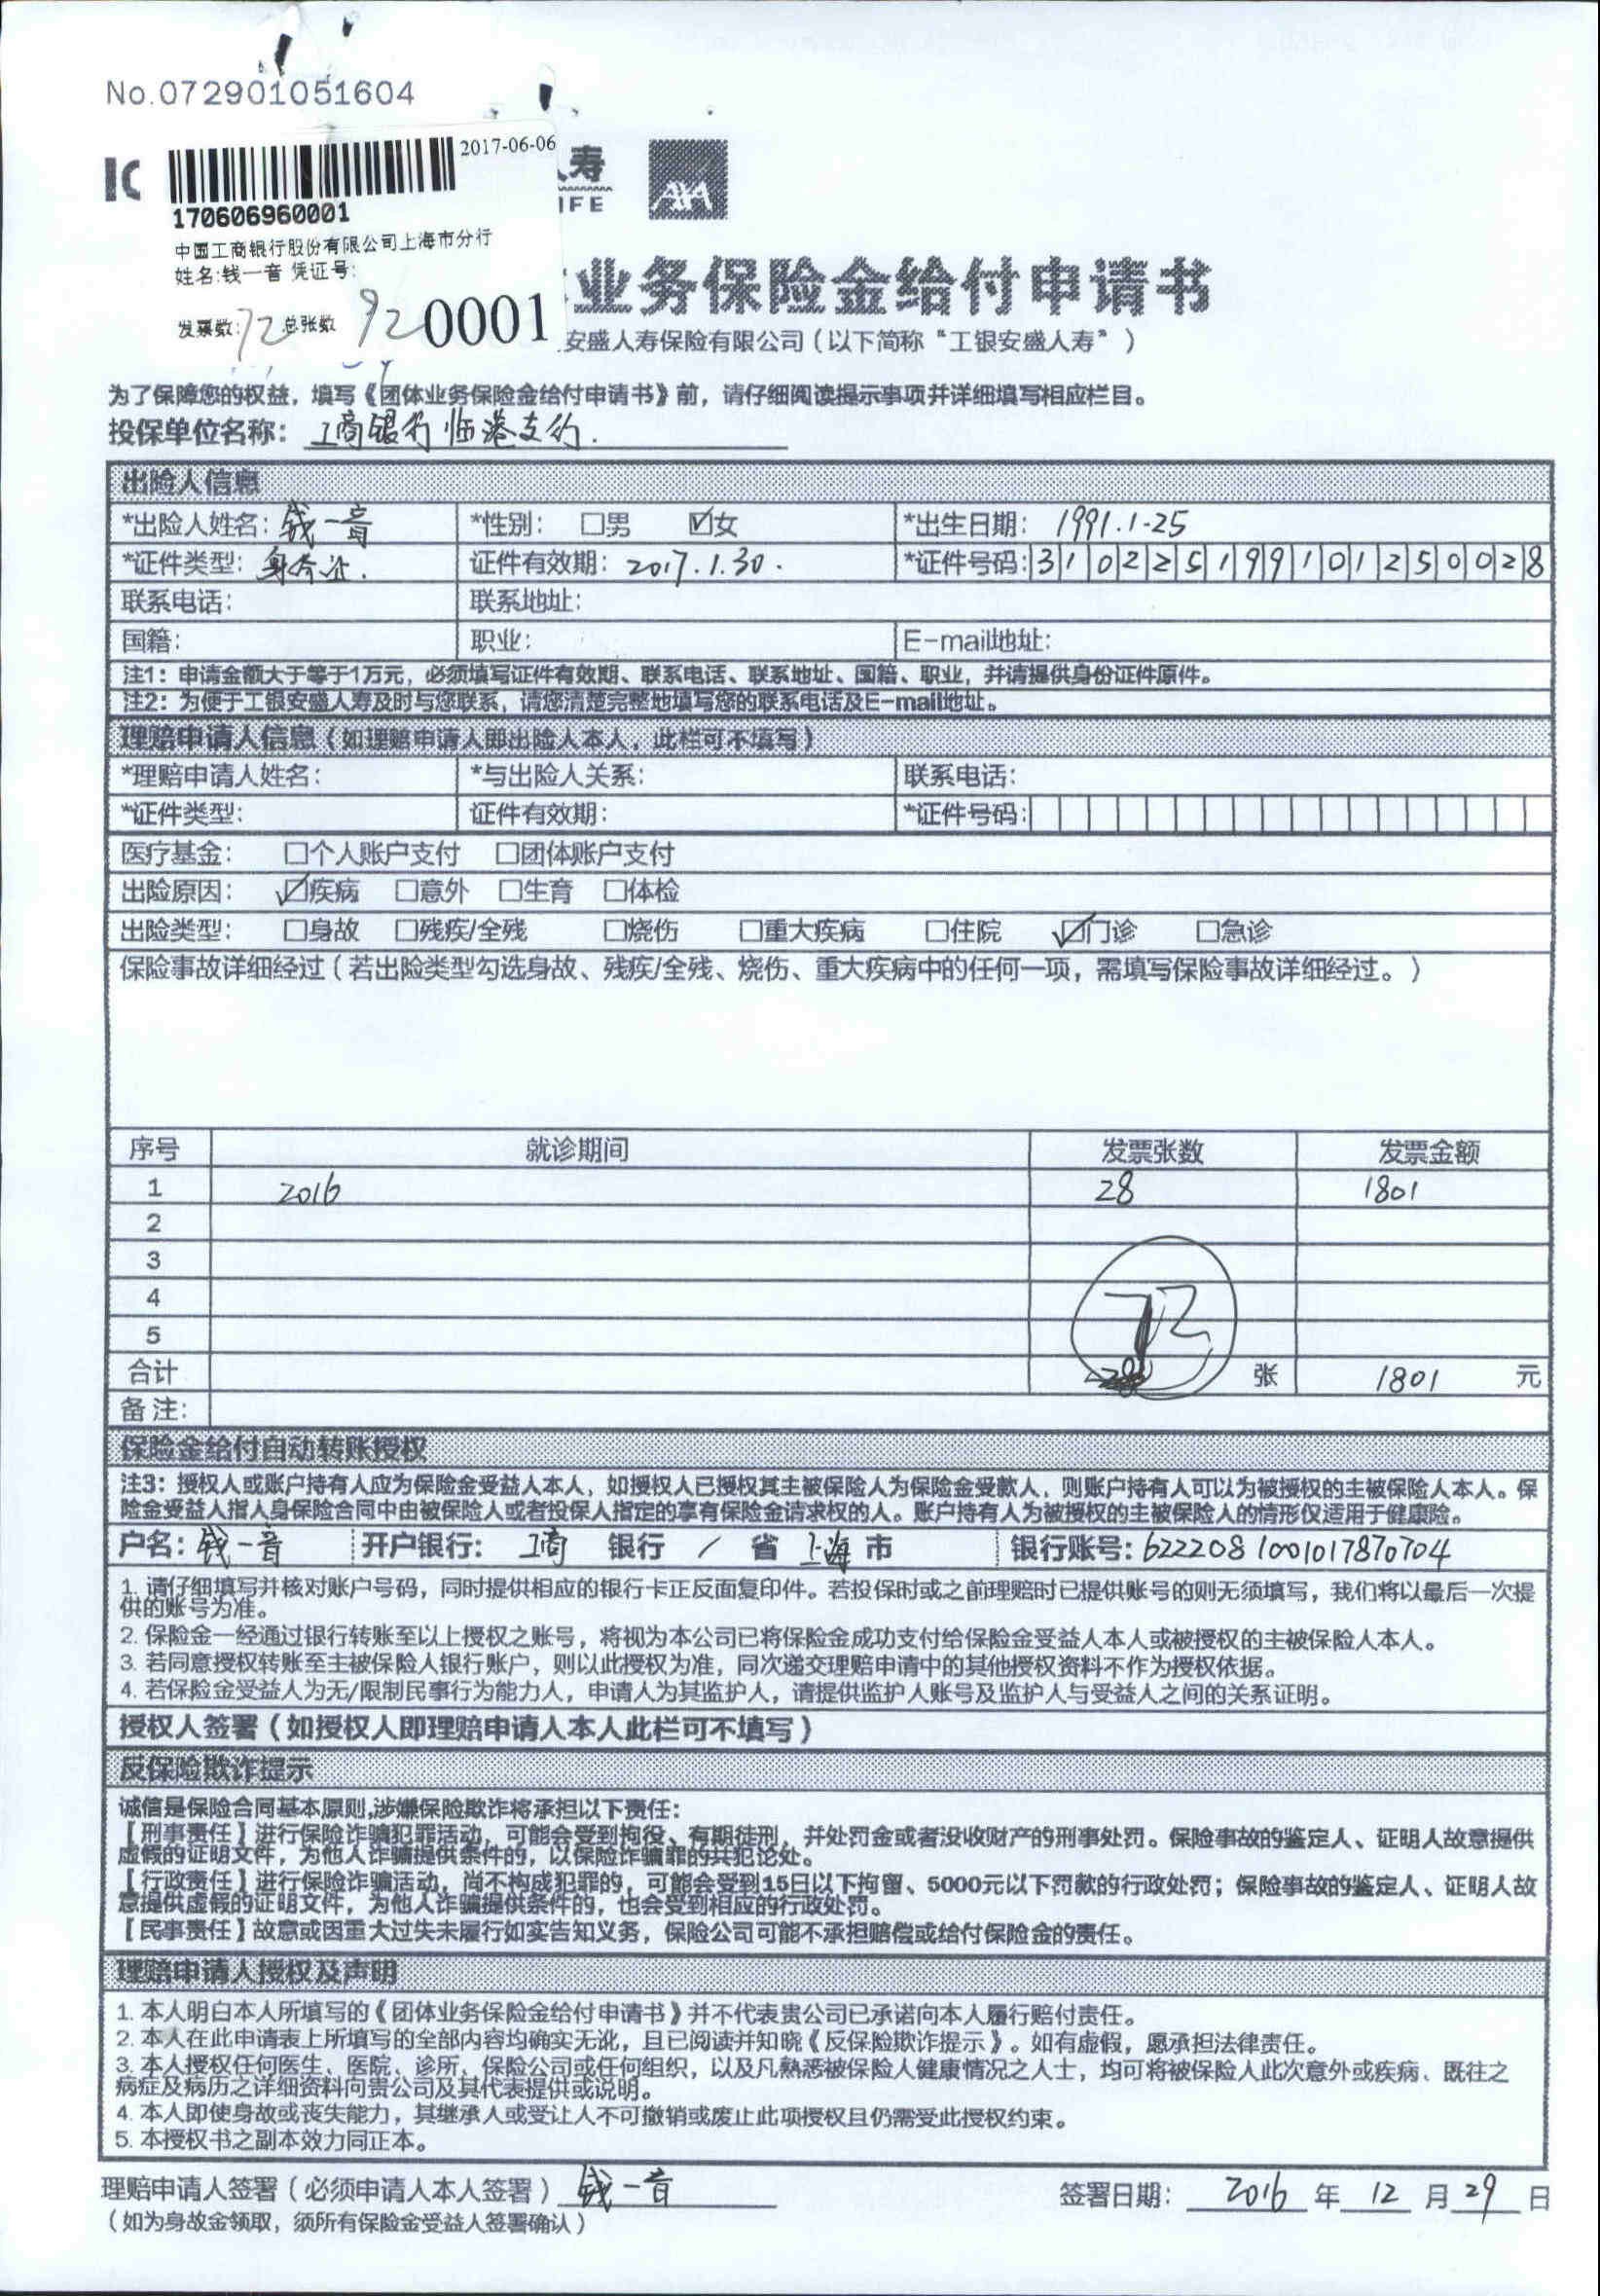 No.072901051604
IC
2017-06-06
人寿
IFE
AXA
170606960001
中国工商银行股份有限公司上海市分行
姓名:钱一音 凭证号:
发票数: 72 总张数 92 0001
业务保险金给付申请书
安盛人寿保险有限公司(以下简称“工银安盛人寿”)
为了保障您的权益，填写《团体业务保险金给付申请书》前，请仔细阅读提示事项并详细填写相应栏目。
投保单位名称: 工商银行临港支行.
出险人信息
*出险人姓名: 钱一音 *性别: □男 ☑女 *出生日期: 1991.1-25
*证件类型: 身份证. 证件有效期: 2017.1.30. *证件号码: 310225199101250028
联系电话: 联系地址:
国籍: 职业: E-mail地址:
注1: 申请金额大于等于1万元，必须填写证件有效期、联系电话、联系地址、国籍、职业，并请提供身份证件原件。
注2: 为便于工银安盛人寿及时与您联系，请您清楚完整地填写您的联系电话及E-mail地址。
理赔申请人信息(如理赔申请人即出险人本人，此栏可不填写)
*理赔申请人姓名: *与出险人关系: 联系电话:
*证件类型: 证件有效期: *证件号码:
医疗基金: □个人账户支付 □团体账户支付
出险原因: ☑疾病 □意外 □生育 □体检
出险类型: □身故 □残疾/全残 □烧伤 □重大疾病 □住院 ☑门诊 □急诊
保险事故详细经过(若出险类型勾选身故、残疾/全残、烧伤、重大疾病中的任何一项，需填写保险事故详细经过。)
序号 就诊期间 发票张数 发票金额
1 2016 28 1801
2
3
4
5 72
合计 28 张 1801 元
备注:
保险金给付自动转账授权
注3: 授权人或账户持有人应为保险金受益人本人，如授权人已授权其主被保险人为保险金受款人，则账户持有人可以为被授权的主被保险人本人。保
险金受益人指人身保险合同中由被保险人或者投保人指定的享有保险金请求权的人。账户持有人为被授权的主被保险人的情形仅适用于健康险。
户名: 钱一音 开户银行: 工商 银行 / 省 上海 市 银行账号: 6222081001017870704
1. 请仔细填写并核对账户号码，同时提供相应的银行卡正反面复印件。若投保时或之前理赔时已提供账号的则无须填写，我们将以最后一次提
供的账号为准。
2. 保险金一经通过银行转账至以上授权之账号，将视为本公司已将保险金成功支付给保险金受益人本人或被授权的主被保险人本人。
3. 若同意授权转账至主被保险人银行账户，则以此授权为准，同次递交理赔申请中的其他授权资料不作为授权依据。
4. 若保险金受益人为无/限制民事行为能力人，申请人为其监护人，请提供监护人账号及监护人与受益人之间的关系证明。
授权人签署(如授权人即理赔申请人本人此栏可不填写)
反保险欺诈提示
诚信是保险合同基本原则,涉嫌保险欺诈将承担以下责任:
【刑事责任】进行保险诈骗犯罪活动，可能会受到拘役、有期徒刑，并处罚金或者没收财产的刑事处罚。保险事故的鉴定人、证明人故意提供
虚假的证明文件，为他人诈骗提供条件的，以保险诈骗罪的共犯论处。
【行政责任】进行保险诈骗活动，尚不构成犯罪的，可能会受到15日以下拘留、5000元以下罚款的行政处罚；保险事故的鉴定人、证明人故
意提供虚假的证明文件，为他人诈骗提供条件的，也会受到相应的行政处罚。
【民事责任】故意或因重大过失未履行如实告知义务，保险公司可能不承担赔偿或给付保险金的责任。
理赔申请人授权及声明
1. 本人明白本人所填写的《团体业务保险金给付申请书》并不代表贵公司已承诺向本人履行赔付责任。
2. 本人在此申请表上所填写的全部内容均确实无讹，且已阅读并知晓《反保险欺诈提示》。如有虚假，愿承担法律责任。
3. 本人授权任何医生、医院、诊所、保险公司或任何组织，以及凡熟悉被保险人健康情况之人士，均可将被保险人此次意外或疾病、既往之
病症及病历之详细资料向贵公司及其代表提供或说明。
4. 本人即使身故或丧失能力，其继承人或受让人不可撤销或废止此项授权且仍需受此授权约束。
5. 本授权书之副本效力同正本。
理赔申请人签署(必须申请人本人签署) 钱一音 签署日期: 2016 年 12 月 29 日
(如为身故金领取，须所有保险金受益人签署确认)